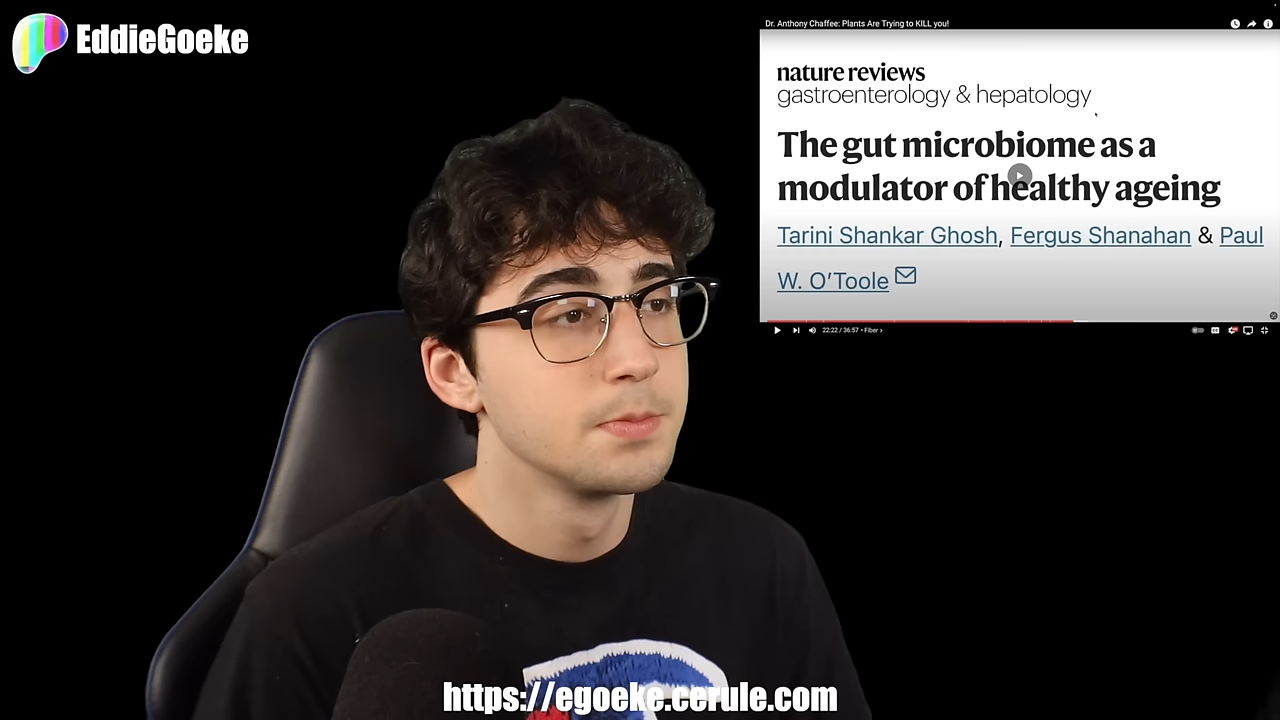 EddieGoeke
Dr. Anthony Chaffee: Plants Are Trying to KILL you!
nature reviews
gastroenterology & hepatology
The gut microbiome as a
modulator of healthy ageing
Tarini Shankar Ghosh, Fergus Shanahan & Paul
W. O'Toole
22:22 / 36:57 • Fiber ›
https://egoeke.cerule.com